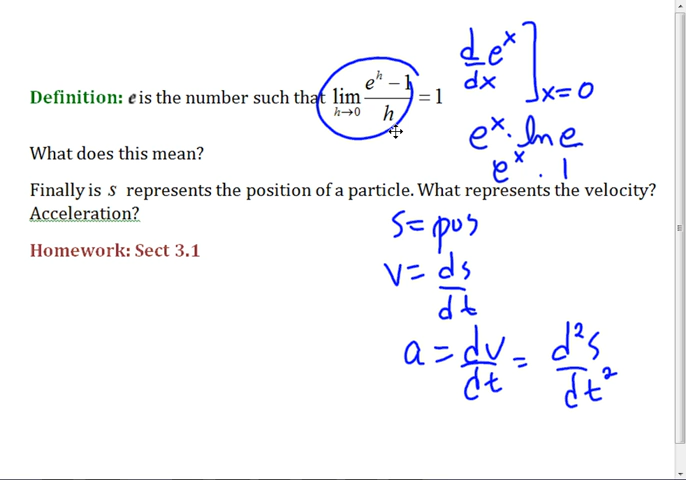 d/dx e^x ]x=0
Definition: e is the number such that lim h→0 (e^h − 1)/h = 1
e^x · ln e
What does this mean?
e^x · 1
Finally is s represents the position of a particle. What represents the velocity?
Acceleration?
s = pos
Homework: Sect 3.1
v = ds/dt
a = dv/dt = d²s/dt²